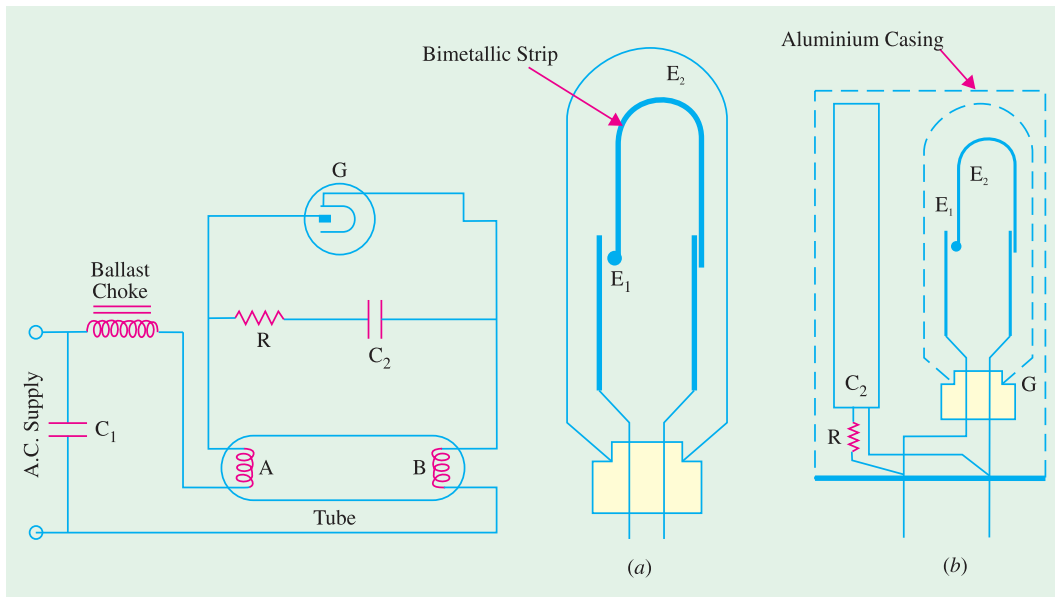 G
Ballast
Choke
R
C2
A.C. Supply
C1
A
B
Tube
Bimetallic Strip
E2
E1
(a)
Aluminium Casing
E2
E1
C2
G
R
(b)